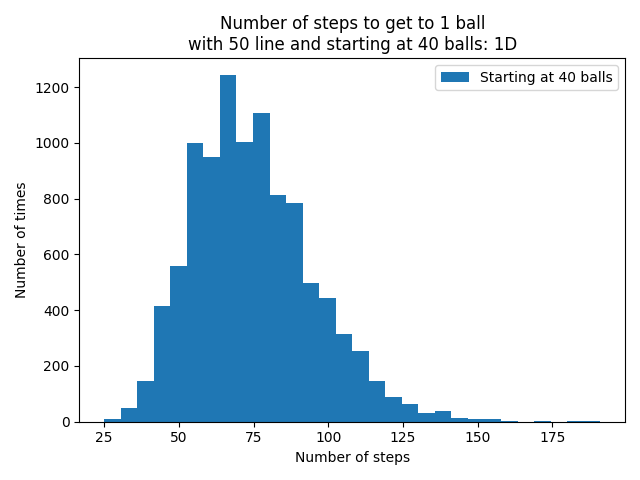 Number of steps to get to 1 ball
with 50 line and starting at 40 balls: 1D
Starting at 40 balls
Number of times
1200
1000
800
600
400
200
0
25 50 75 100 125 150 175
Number of steps